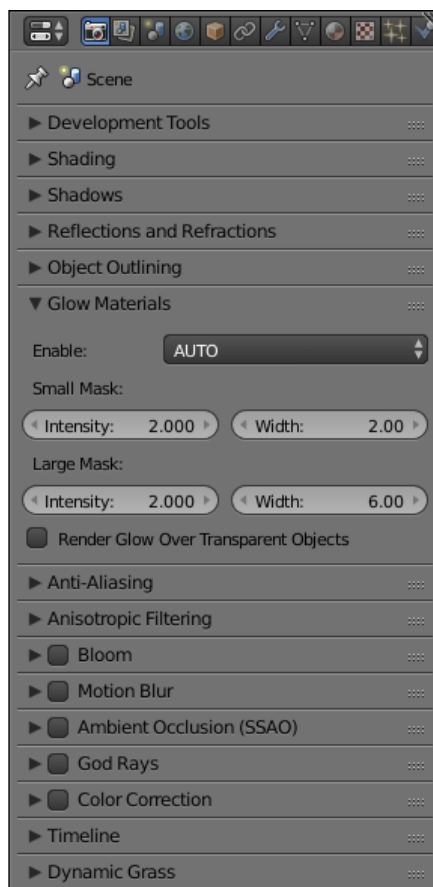 Scene
Development Tools
Shading
Shadows
Reflections and Refractions
Object Outlining
Glow Materials
Enable: AUTO
Small Mask:
Intensity: 2.000 Width: 2.00
Large Mask:
Intensity: 2.000 Width: 6.00
Render Glow Over Transparent Objects
Anti-Aliasing
Anisotropic Filtering
Bloom
Motion Blur
Ambient Occlusion (SSAO)
God Rays
Color Correction
Timeline
Dynamic Grass